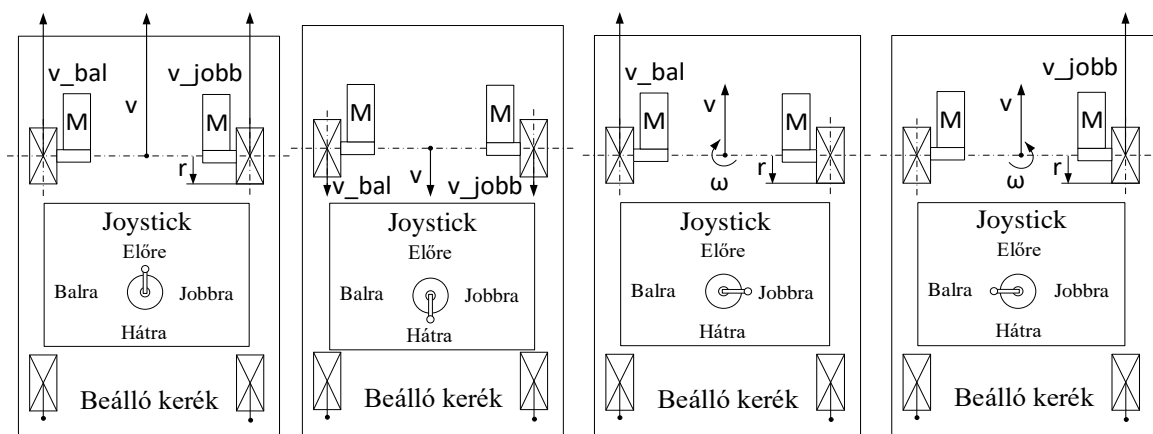 v_bal
v_jobb
v
M
M
r
Joystick
Előre
Balra
Jobbra
Hátra
Beálló kerék
M
M
v_bal
v
v_jobb
Joystick
Előre
Balra
Jobbra
Hátra
Beálló kerék
v_bal
v
M
M
r
ω
Joystick
Előre
Balra
Jobbra
Hátra
Beálló kerék
v_jobb
v
M
M
r
ω
Joystick
Előre
Balra
Jobbra
Hátra
Beálló kerék